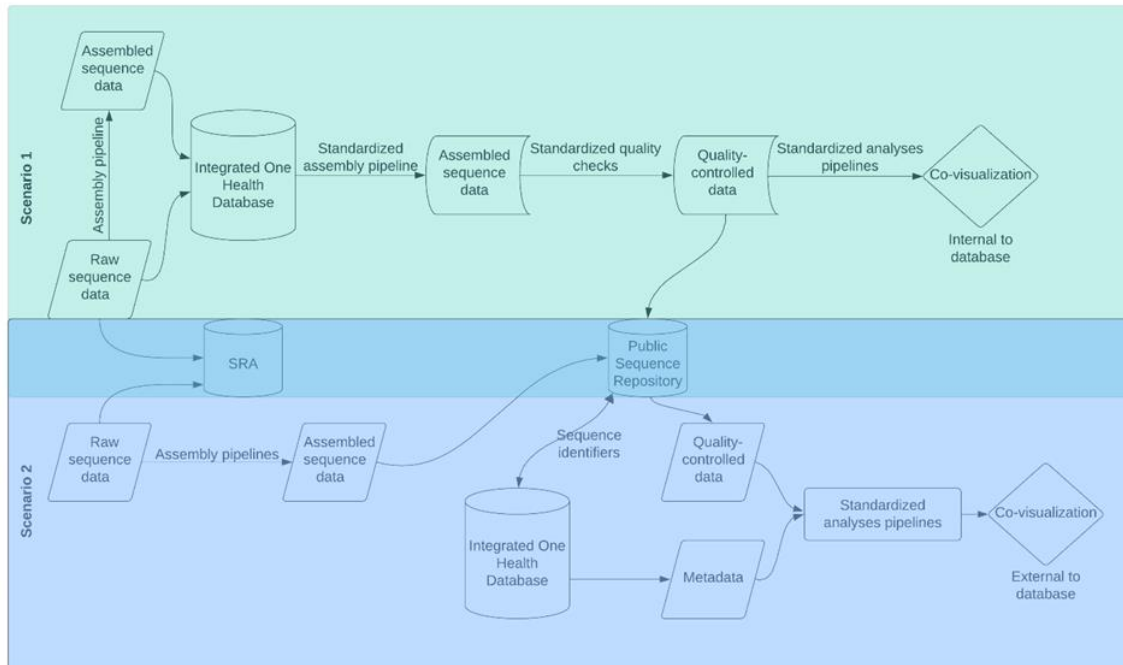 Scenario 1
Assembled
sequence
data
Assembly pipeline
Raw
sequence
data
Integrated One
Health
Database
Standardized
assembly pipeline
Assembled
sequence
data
Standardized quality
checks
Quality-
controlled
data
Standardized analyses
pipelines
Co-visualization
Internal to
database
SRA
Public
Sequence
Repository
Scenario 2
Raw
sequence
data
Assembly pipelines
Assembled
sequence
data
Sequence
identifiers
Integrated One
Health
Database
Quality-
controlled
data
Metadata
Standardized
analyses pipelines
Co-visualization
External to
database